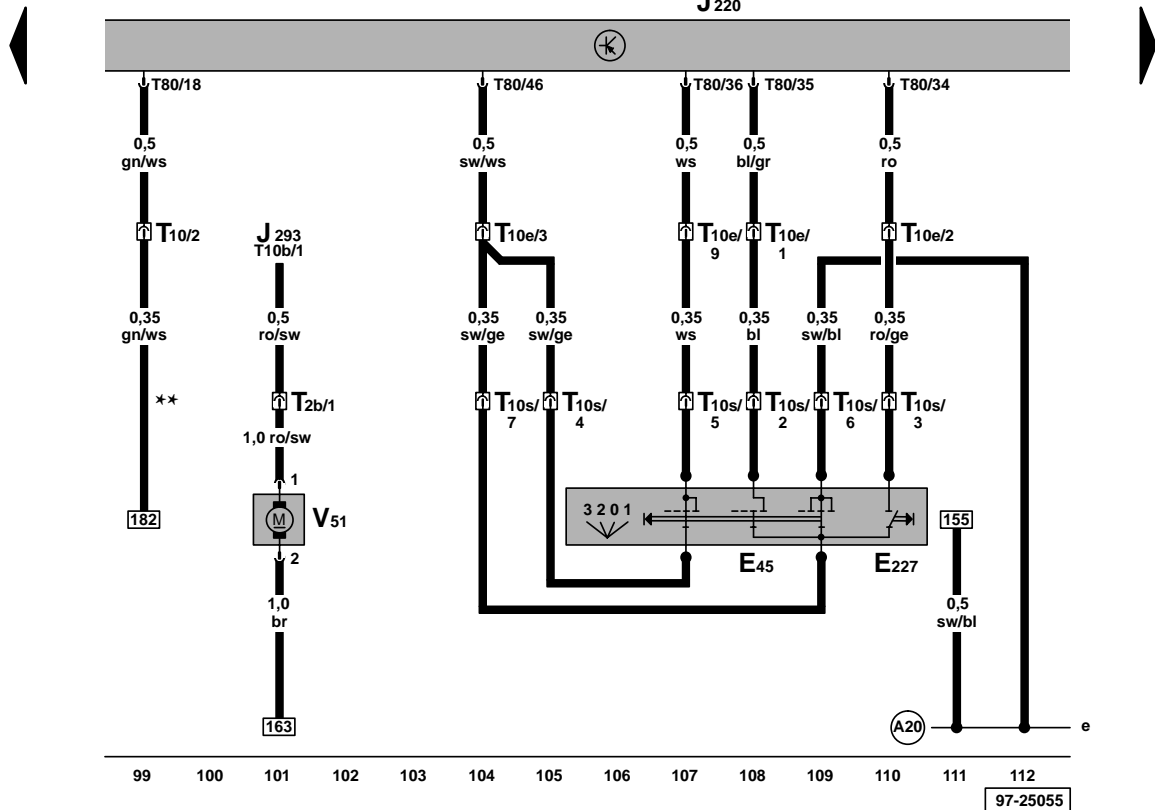 J 220
T80/18 T80/46 T80/36 T80/35 T80/34
0,5 0,5 0,5 0,5 0,5
gn/ws sw/ws ws bl/gr ro
T10/2 T10e/3 T10e/ T10e/ T10e/2
9 1
J 293
T10b/1
0,35 0,5 0,35 0,35 0,35 0,35 0,35 0,35
gn/ws ro/sw sw/ge sw/ge ws bl sw/bl ro/ge
** T2b/1 T10s/ T10s/ T10s/ T10s/ T10s/ T10s/
7 4 5 2 6 3
1,0 ro/sw
1
3 2 0 1
182 M V51 155
2 E45 E227
1,0 0,5
br sw/bl
163 A20 e
99 100 101 102 103 104 105 106 107 108 109 110 111 112
97-25055